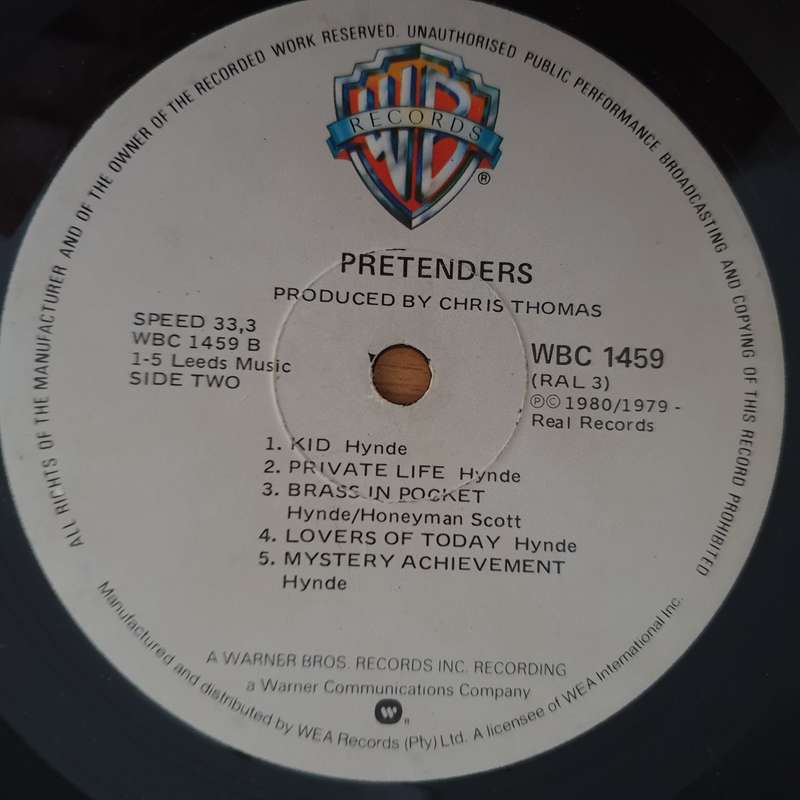 ALL RIGHTS OF THE MANUFACTURER AND OF THE OWNER OF THE RECORDED WORK RESERVED. UNAUTHORISED PUBLIC PERFORMANCE BROADCASTING AND COPYING OF THIS RECORD PROHIBITED
WB
RECORDS
®
PRETENDERS
PRODUCED BY CHRIS THOMAS
SPEED 33,3
WBC 1459 B
1-5 Leeds Music
SIDE TWO
WBC 1459
(RAL 3)
℗© 1980/1979 -
Real Records
1. KID Hynde
2. PRIVATE LIFE Hynde
3. BRASS IN POCKET
Hynde/Honeyman Scott
4. LOVERS OF TODAY Hynde
5. MYSTERY ACHIEVEMENT
Hynde
A WARNER BROS. RECORDS INC. RECORDING
a Warner Communications Company
Manufactured and distributed by WEA Records (Pty) Ltd. A licensee of WEA International Inc.